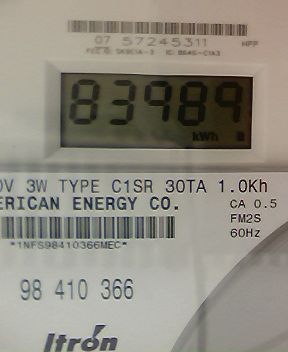 07 57245311 HPP
83989
kWh
0V 3W TYPE C1SR 30TA 1.0Kh
ERICAN ENERGY CO.
CA 0.5
FM2S
60Hz
*1NFS98410366MEC*
98 410 366
Itron